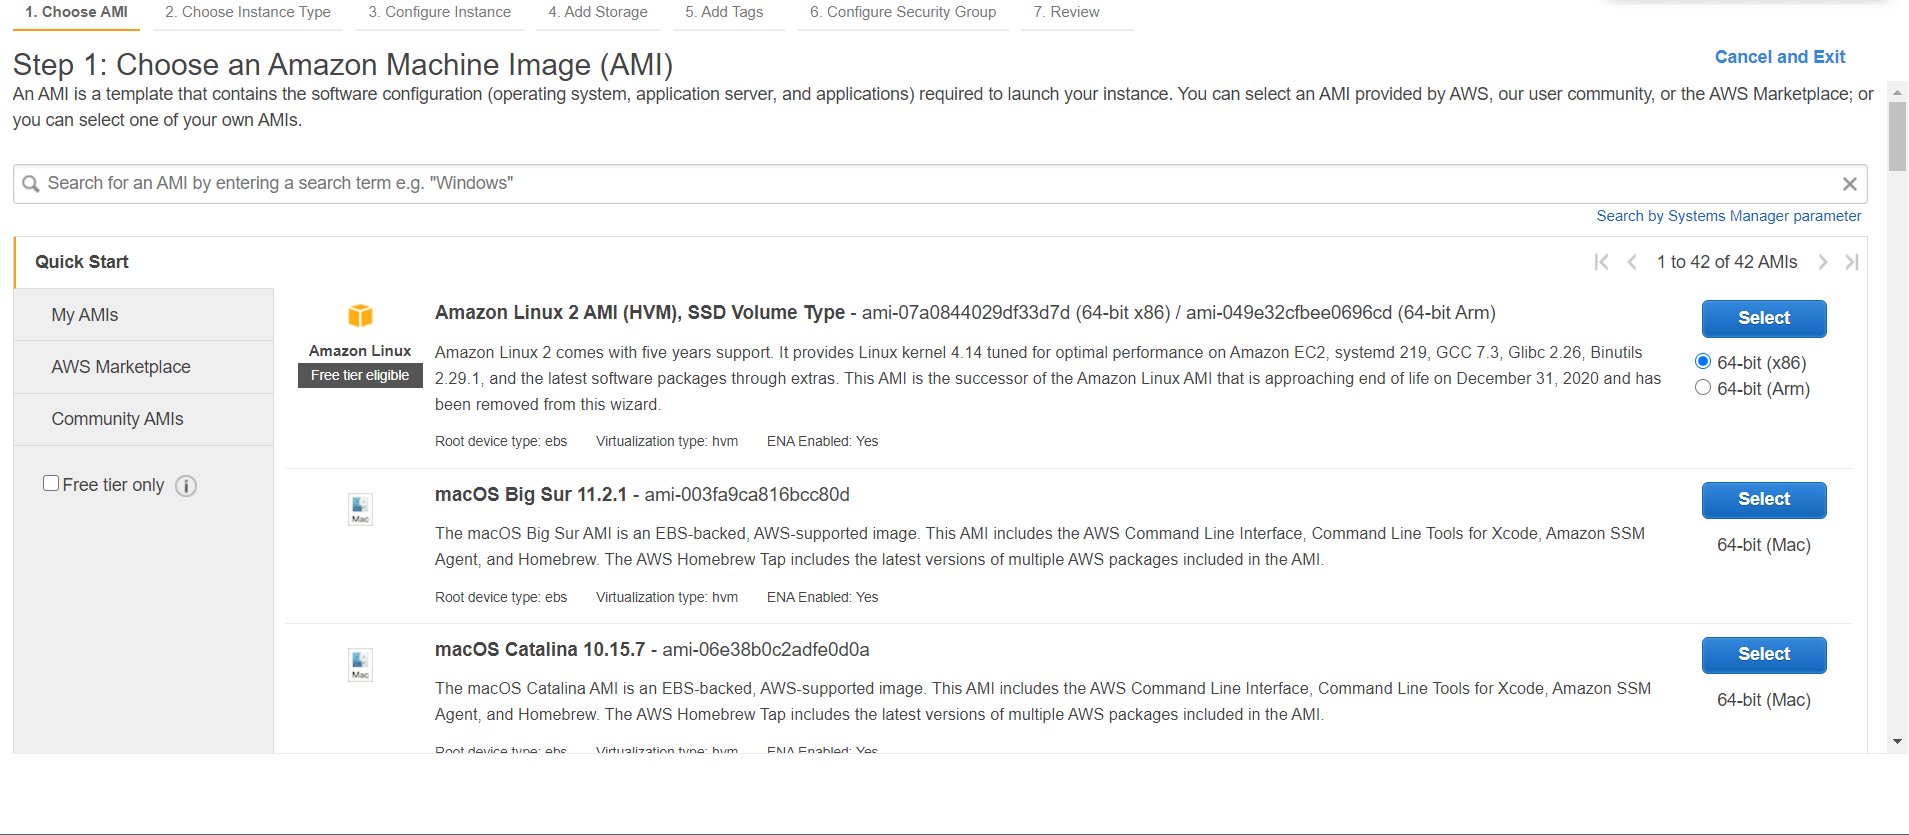 1. Choose AMI 2. Choose Instance Type 3. Configure Instance 4. Add Storage 5. Add Tags 6. Configure Security Group 7. Review
Step 1: Choose an Amazon Machine Image (AMI)
Cancel and Exit
An AMI is a template that contains the software configuration (operating system, application server, and applications) required to launch your instance. You can select an AMI provided by AWS, our user community, or the AWS Marketplace; or
you can select one of your own AMIs.
Search for an AMI by entering a search term e.g. "Windows"
Search by Systems Manager parameter
Quick Start
1 to 42 of 42 AMIs
My AMIs
AWS Marketplace
Community AMIs
Free tier only
Amazon Linux
Free tier eligible
Amazon Linux 2 AMI (HVM), SSD Volume Type - ami-07a0844029df33d7d (64-bit x86) / ami-049e32cfbee0696cd (64-bit Arm)
Amazon Linux 2 comes with five years support. It provides Linux kernel 4.14 tuned for optimal performance on Amazon EC2, systemd 219, GCC 7.3, Glibc 2.26, Binutils
2.29.1, and the latest software packages through extras. This AMI is the successor of the Amazon Linux AMI that is approaching end of life on December 31, 2020 and has
been removed from this wizard.
Root device type: ebs Virtualization type: hvm ENA Enabled: Yes
Select
64-bit (x86)
64-bit (Arm)
Mac
macOS Big Sur 11.2.1 - ami-003fa9ca816bcc80d
The macOS Big Sur AMI is an EBS-backed, AWS-supported image. This AMI includes the AWS Command Line Interface, Command Line Tools for Xcode, Amazon SSM
Agent, and Homebrew. The AWS Homebrew Tap includes the latest versions of multiple AWS packages included in the AMI.
Root device type: ebs Virtualization type: hvm ENA Enabled: Yes
Select
64-bit (Mac)
Mac
macOS Catalina 10.15.7 - ami-06e38b0c2adfe0d0a
The macOS Catalina AMI is an EBS-backed, AWS-supported image. This AMI includes the AWS Command Line Interface, Command Line Tools for Xcode, Amazon SSM
Agent, and Homebrew. The AWS Homebrew Tap includes the latest versions of multiple AWS packages included in the AMI.
Root device type: ebs Virtualization type: hvm ENA Enabled: Yes
Select
64-bit (Mac)